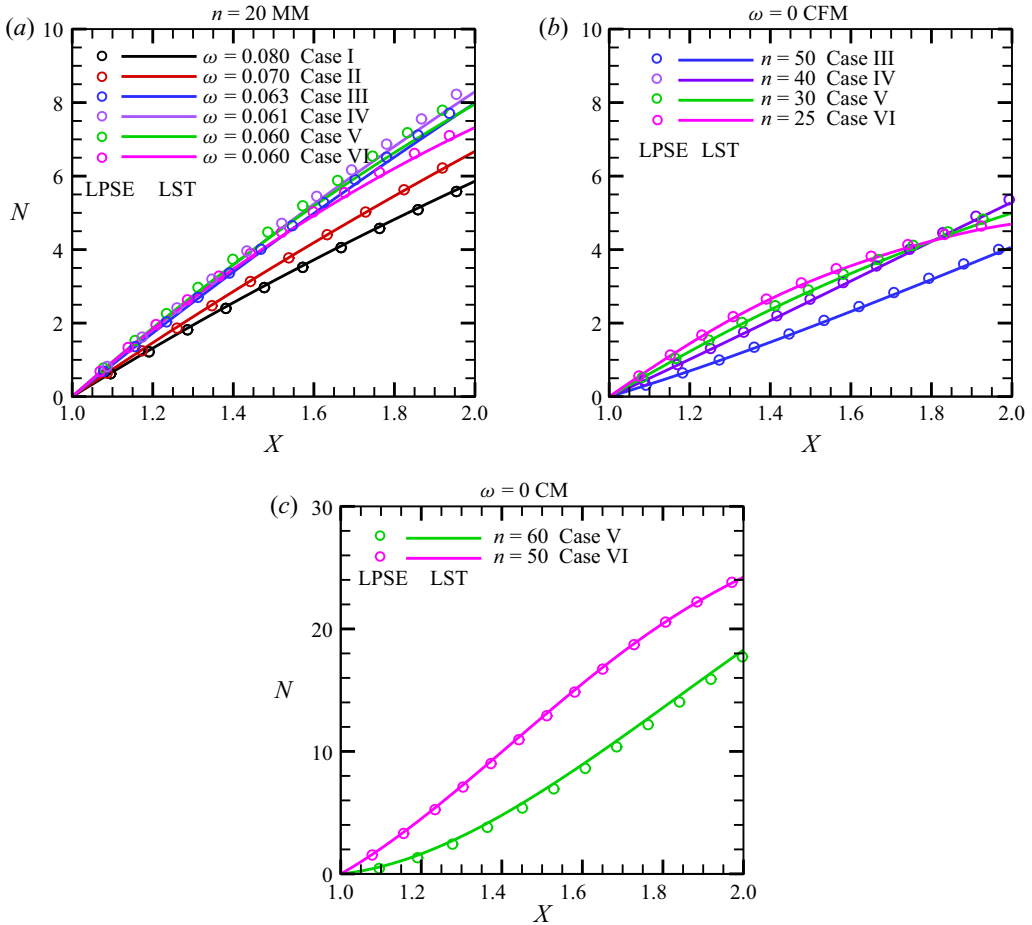 (a)
n = 20 MM
10
8
6
4
2
0
N
ω = 0.080 Case I
ω = 0.070 Case II
ω = 0.063 Case III
ω = 0.061 Case IV
ω = 0.060 Case V
ω = 0.060 Case VI
LPSE LST
1.0 1.2 1.4 1.6 1.8 2.0
X
(b)
ω = 0 CFM
10
8
6
4
2
0
n = 50 Case III
n = 40 Case IV
n = 30 Case V
n = 25 Case VI
LPSE LST
1.0 1.2 1.4 1.6 1.8 2.0
X
(c)
ω = 0 CM
30
20
10
0
N
n = 60 Case V
n = 50 Case VI
LPSE LST
1.0 1.2 1.4 1.6 1.8 2.0
X